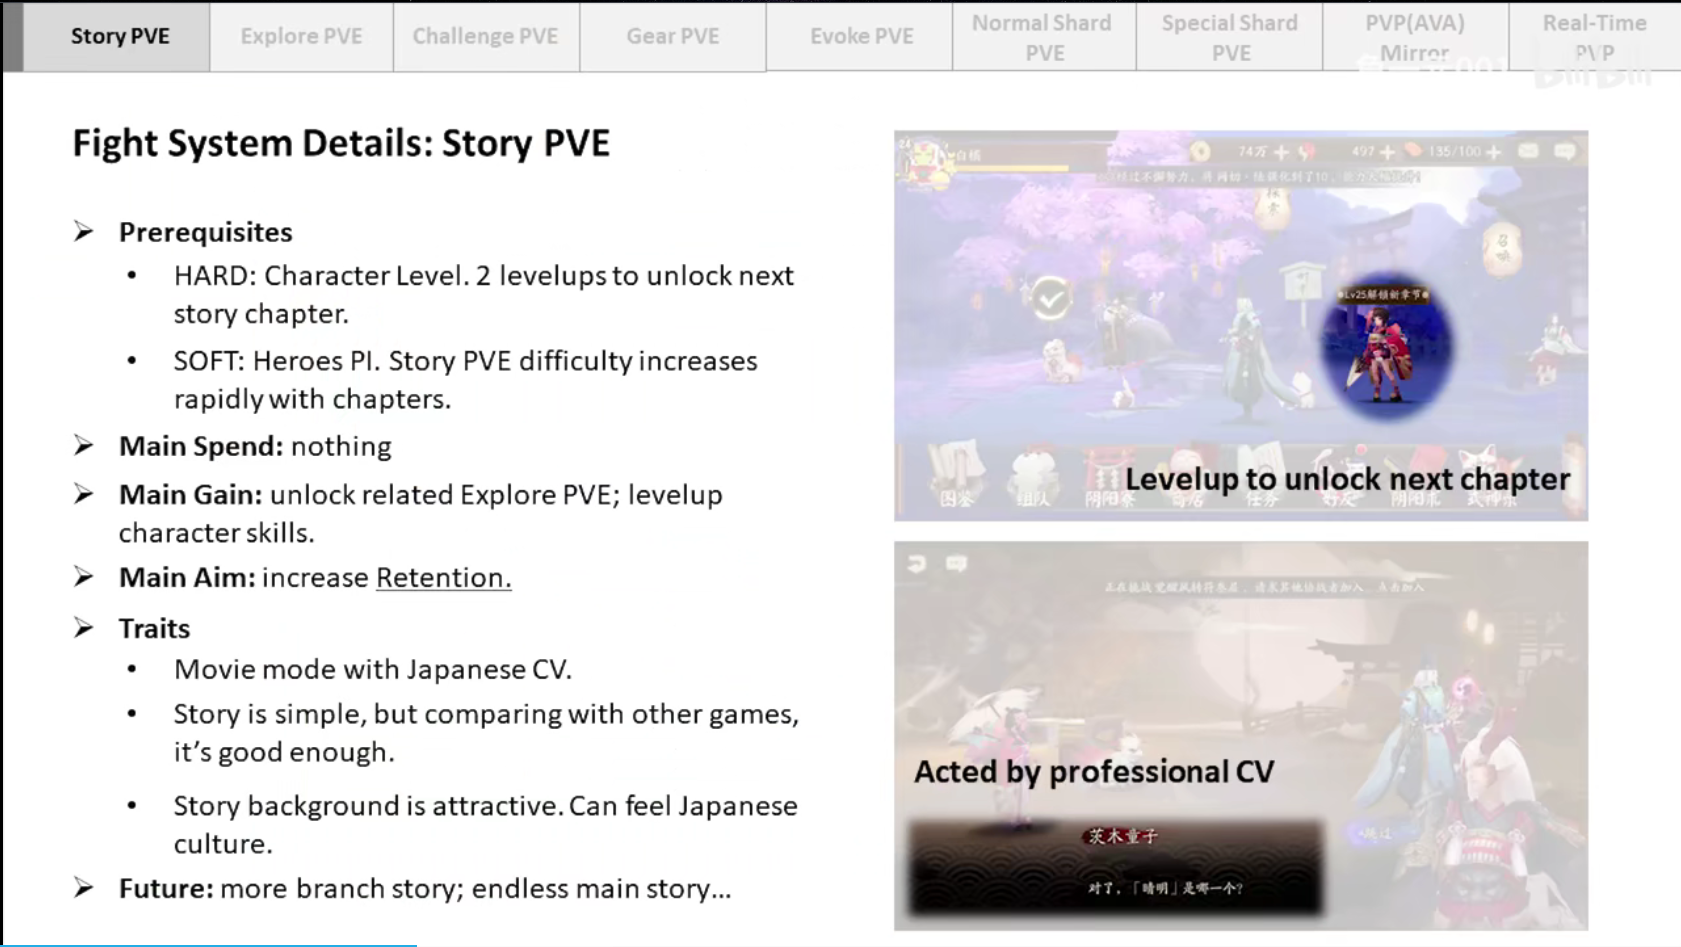 Story PVE
Explore PVE
Challenge PVE
Gear PVE
Evoke PVE
Normal Shard
PVE
Special Shard
PVE
PVP(AVA)
Mirror
Real-Time
PVP
Fight System Details: Story PVE
Prerequisites
HARD: Character Level. 2 levelups to unlock next
story chapter.
SOFT: Heroes PI. Story PVE difficulty increases
rapidly with chapters.
Main Spend: nothing
Main Gain: unlock related Explore PVE; levelup
character skills.
Main Aim: increase Retention.
Traits
Movie mode with Japanese CV.
Story is simple, but comparing with other games,
it's good enough.
Story background is attractive. Can feel Japanese
culture.
Future: more branch story; endless main story...
24
74万
497
135/100
探索
召唤
Lv25解锁新章节
Levelup to unlock next chapter
图鉴 组队 阴阳寮 任务 好友
Acted by professional CV
茨木童子
跳过
对了,「晴明」是哪一个?